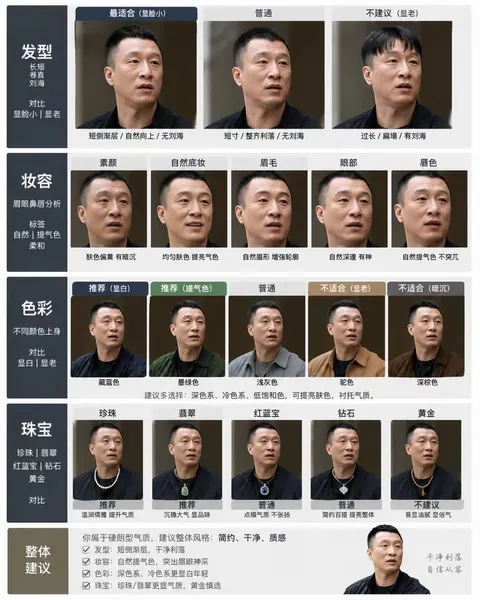 发型
长短
卷直
刘海
对比
显脸小 | 显老
最适合（显脸小）
普通
不建议（显老）
短侧渐层 / 自然向上 / 无刘海
短寸 / 整齐利落 / 无刘海
过长 / 扁塌 / 有刘海
妆容
眉眼鼻唇分析
标签
自然 | 提气色
柔和
素颜
自然底妆
眉毛
眼部
唇色
肤色偏黄 有暗沉
均匀肤色 提亮气色
自然眉形 增强轮廓
自然深邃 有神
自然提气色 不突兀
色彩
不同颜色上身
对比
显白 | 显老
推荐（显白）
推荐（提气色）
普通
不适合（显老）
不适合（暗沉）
藏蓝色
墨绿色
浅灰色
驼色
深棕色
建议多选择：深色系、冷色系、低饱和色，可提亮肤色，衬托气质。
珠宝
珍珠 | 翡翠
红蓝宝 | 钻石
黄金
对比
珍珠
翡翠
红蓝宝
钻石
黄金
推荐
推荐
普通
普通
不建议
温润儒雅 提升气质
沉稳大气 显品味
点缀气质 不张扬
简约百搭 提亮整体
易显油腻 显俗气
整体
建议
你属于硬朗型气质，建议整体风格：简约、干净、质感
发型：短侧渐层，干净利落
妆容：自然提气色，突出眉眼神采
色彩：深色系、冷色系更显白年轻
珠宝：珍珠/翡翠更显气质，黄金慎选
干净利落
自信从容